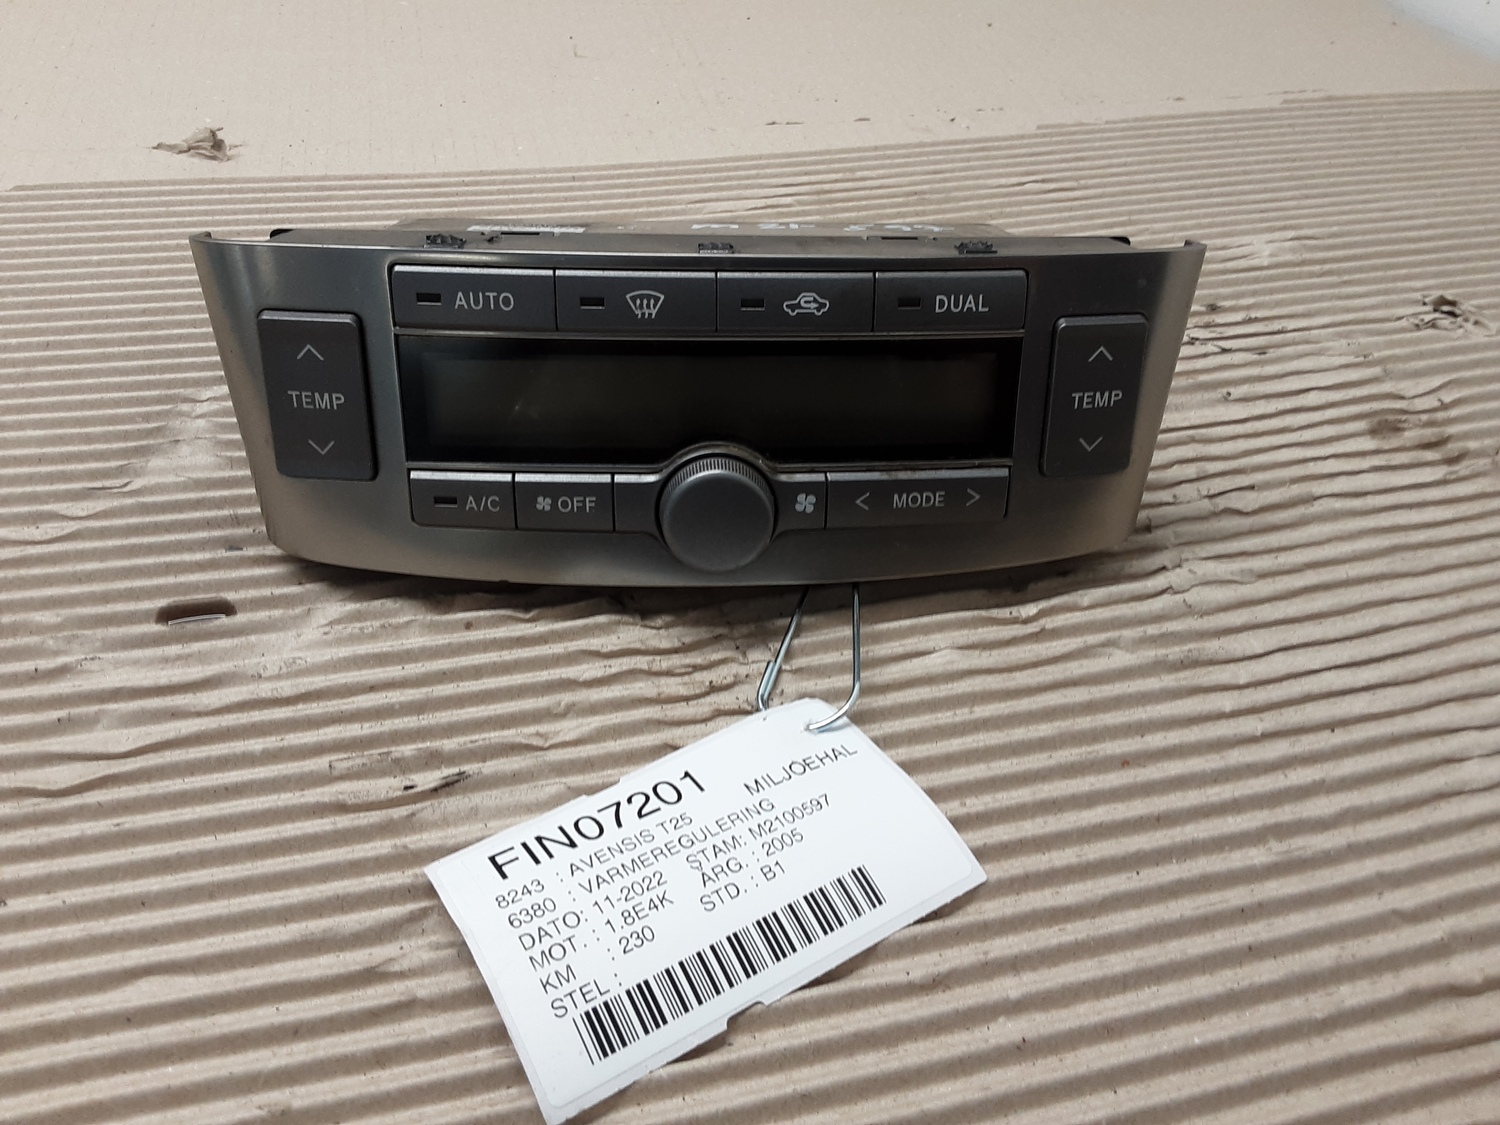 AUTO
DUAL
TEMP
TEMP
A/C
OFF
< MODE >
FIN07201 MILJOEHAL
8243 : AVENSIS T25
6380 : VARMEREGULERING
DATO: 11-2022 STAM: M2100597
MOT. : 1.8E4K ARG. : 2005
KM : 230 STD. : B1
STEL :